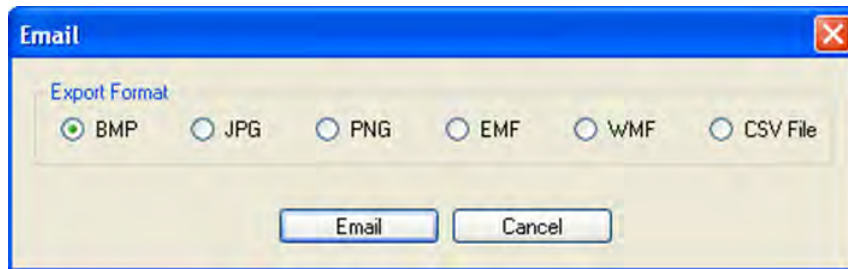 Email
Export Format
BMP JPG PNG EMF WMF CSV File
Email Cancel